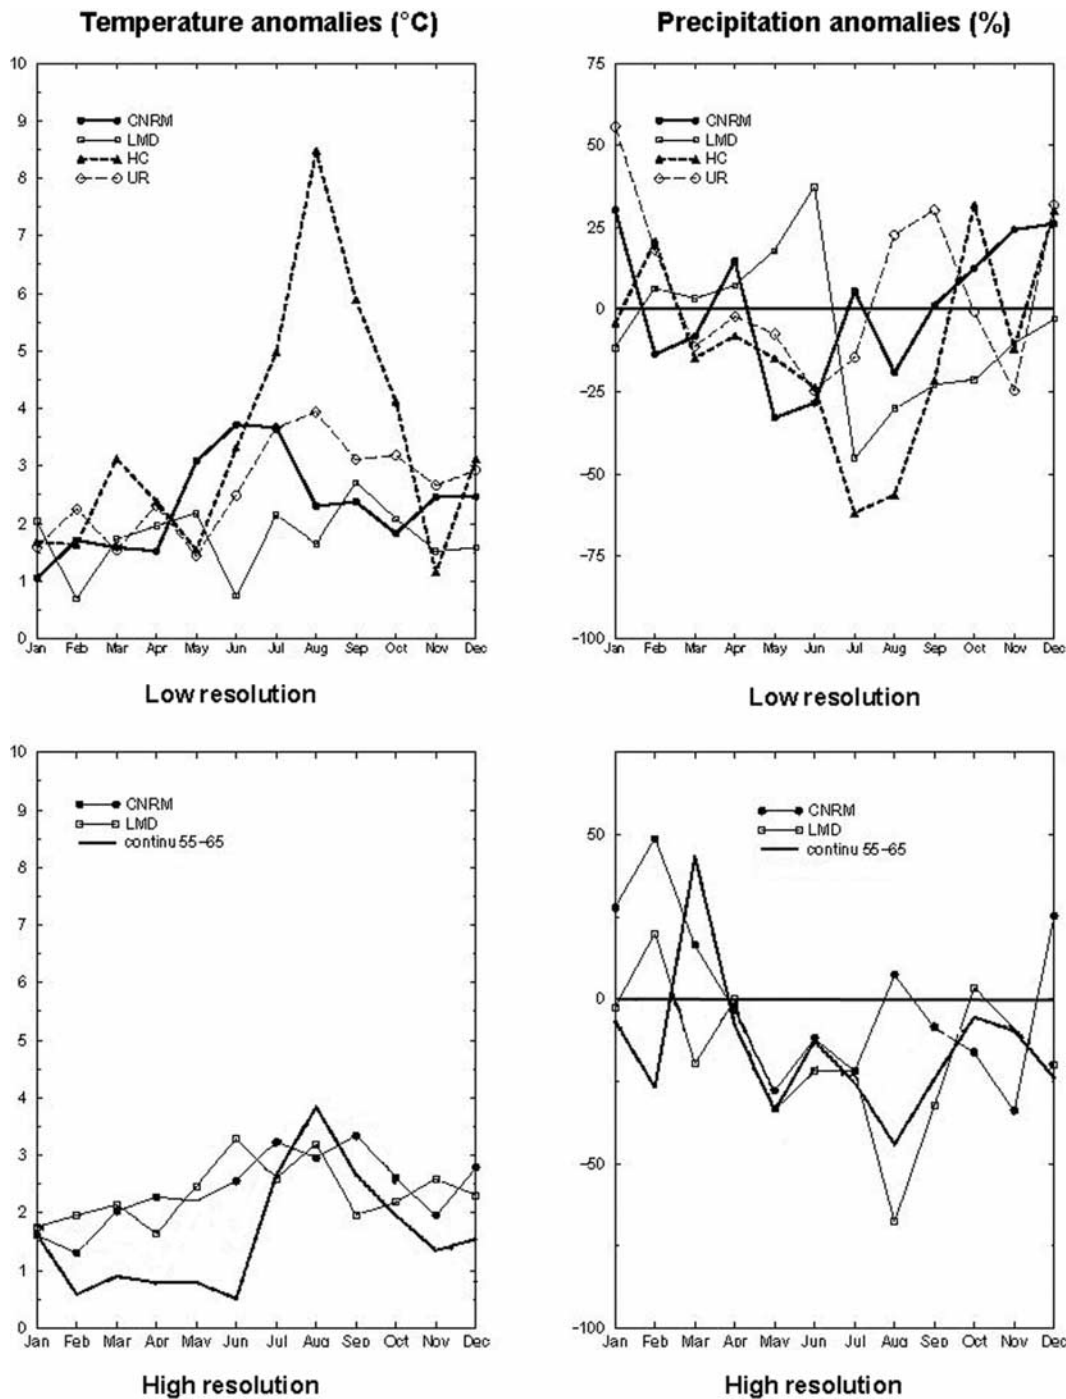 Temperature anomalies (°C)
Precipitation anomalies (%)
10
9
8
7
6
5
4
3
2
1
0
CNRM
LMD
HC
UR
Jan Feb Mar Apr May Jun Jul Aug Sep Oct Nov Dec
Low resolution
75
50
25
0
−25
−50
−75
−100
CNRM
LMD
HC
UR
Jan Feb Mar Apr May Jun Jul Aug Sep Oct Nov Dec
Low resolution
10
9
8
7
6
5
4
3
2
1
0
CNRM
LMD
continu 55−65
Jan Feb Mar Apr May Jun Jul Aug Sep Oct Nov Dec
High resolution
50
0
−50
−100
CNRM
LMD
continu 55−65
Jan Feb Mar Apr May Jun Jul Aug Sep Oct Nov Dec
High resolution